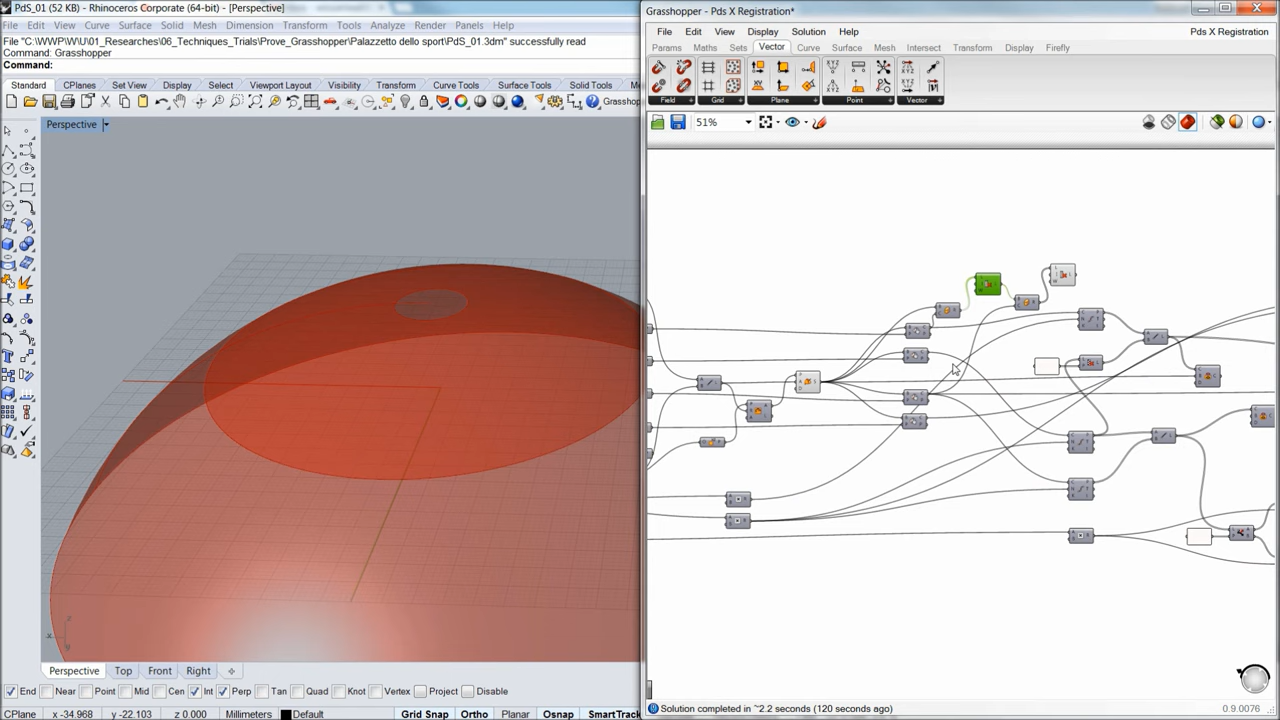 PdS_01 (52 KB) - Rhinoceros Corporate (64-bit) - [Perspective]
File Edit View Curve Surface Solid Mesh Dimension Transform Tools Analyze Render Panels Help
File "C:\WWP\W\U\01_Researches\06_Techniques_Trials\Prove_Grasshopper\Palazzetto dello sport\PdS_01.3dm" successfully read
Command: Grasshopper
Command:
Standard CPlanes Set View Display Select Viewport Layout Visibility Transform Curve Tools Surface Tools Solid Tools
Perspective
x
z
y
Perspective Top Front Right
End Near Point Mid Cen Int Perp Tan Quad Knot Vertex Project Disable
CPlane x -34.968 y -22.103 z 0.000 Millimeters Default Grid Snap Ortho Planar Osnap SmartTrack
Grasshopper - Pds X Registration*
File Edit View Display Solution Help Pds X Registration
Params Maths Sets Vector Curve Surface Mesh Intersect Transform Display Firefly
Field Grid Plane Point Vector
51%
Solution completed in ~2.2 seconds (120 seconds ago) 0.9.0076